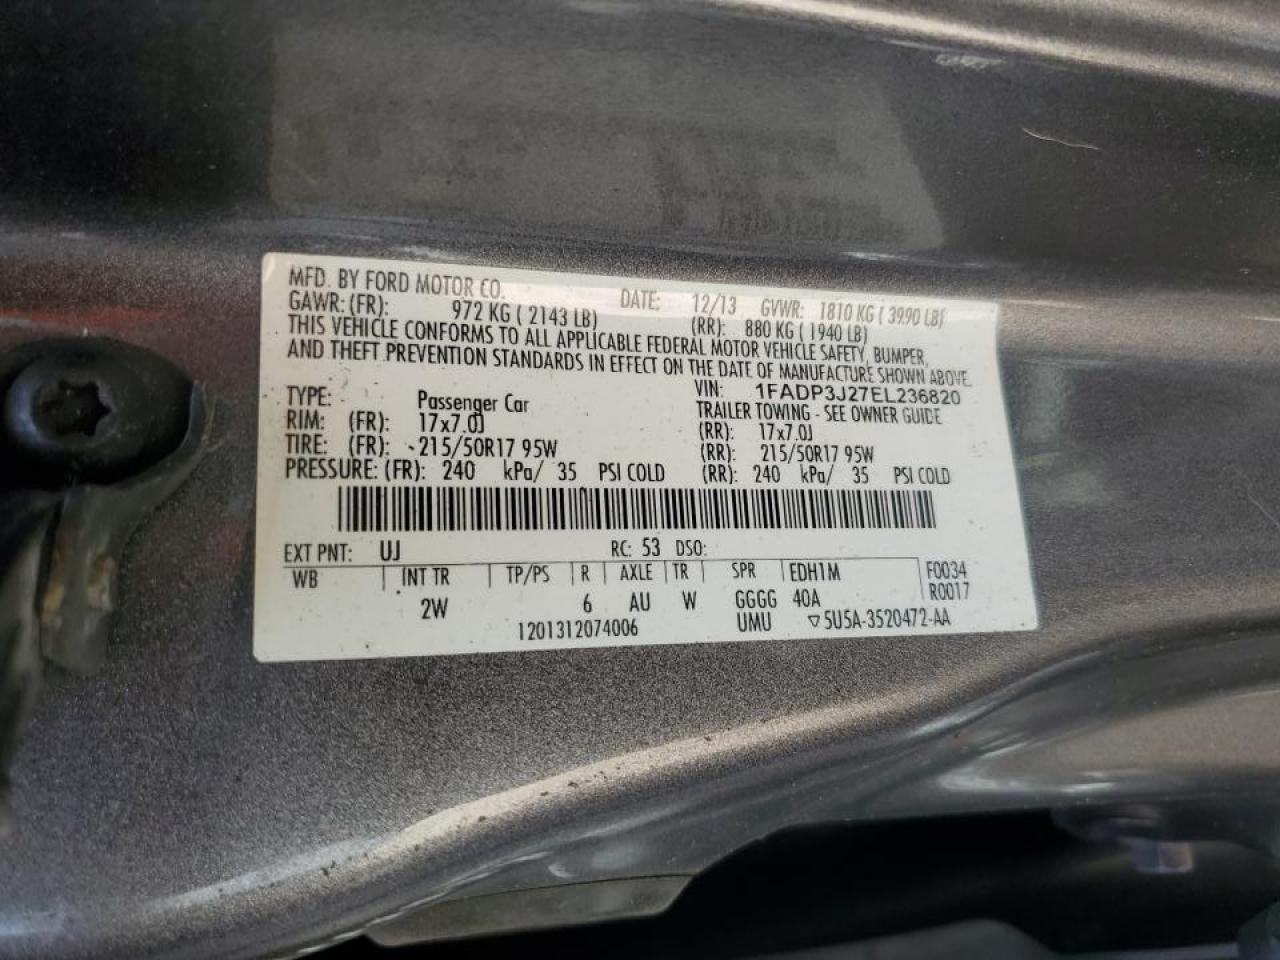 MFD. BY FORD MOTOR CO.
DATE: 12/13 GVWR: 1810 KG ( 3990 LB)
GAWR: (FR): 972 KG ( 2143 LB) (RR): 880 KG ( 1940 LB)
THIS VEHICLE CONFORMS TO ALL APPLICABLE FEDERAL MOTOR VEHICLE SAFETY, BUMPER,
AND THEFT PREVENTION STANDARDS IN EFFECT ON THE DATE OF MANUFACTURE SHOWN ABOVE.
VIN: 1FADP3J27EL236820
TYPE: Passenger Car TRAILER TOWING - SEE OWNER GUIDE
RIM: (FR): 17x7.0J (RR): 17x7.0J
TIRE: (FR): 215/50R17 95W (RR): 215/50R17 95W
PRESSURE: (FR): 240 kPa/ 35 PSI COLD (RR): 240 kPa/ 35 PSI COLD
EXT PNT: UJ RC: 53 DSO:
WB INT TR TP/PS R AXLE TR SPR EDH1M F0034
2W 6 AU W GGGG 40A R0017
1201312074006 UMU ▽5U5A-3520472-AA